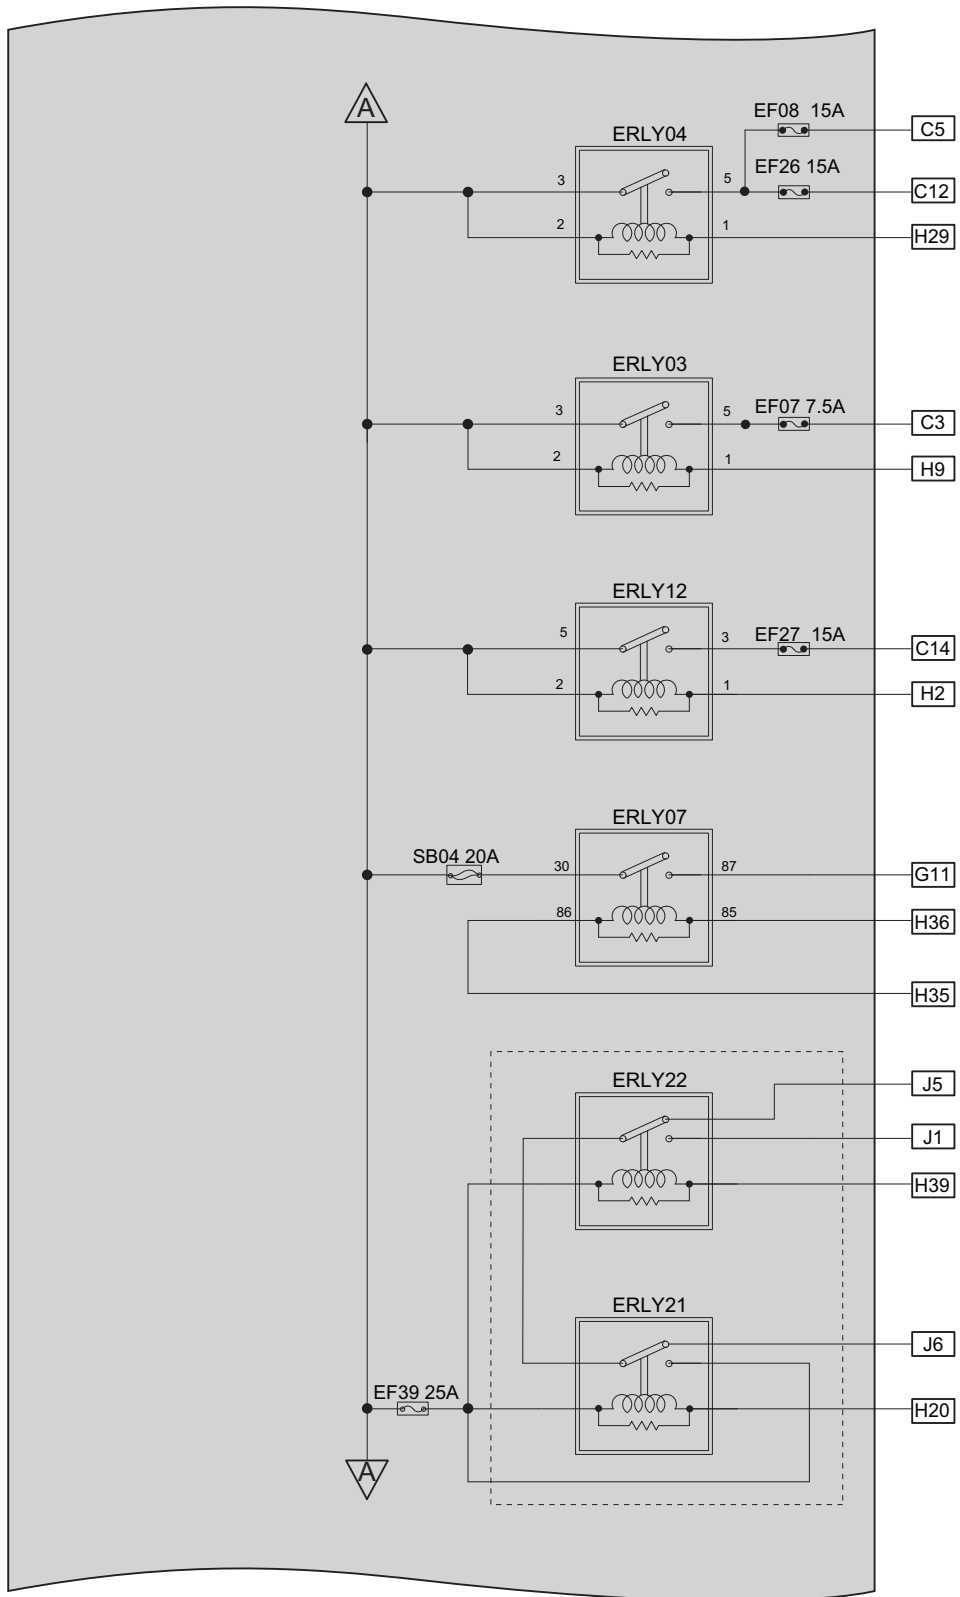 A
EF08 15A
C5
ERLY04
EF26 15A
3
5
C12
2
1
H29
ERLY03
3
5
EF07 7.5A
C3
2
1
H9
ERLY12
5
3
EF27 15A
C14
2
1
H2
ERLY07
SB04 20A
30
87
G11
86
85
H36
H35
ERLY22
J5
J1
H39
ERLY21
J6
EF39 25A
H20
A